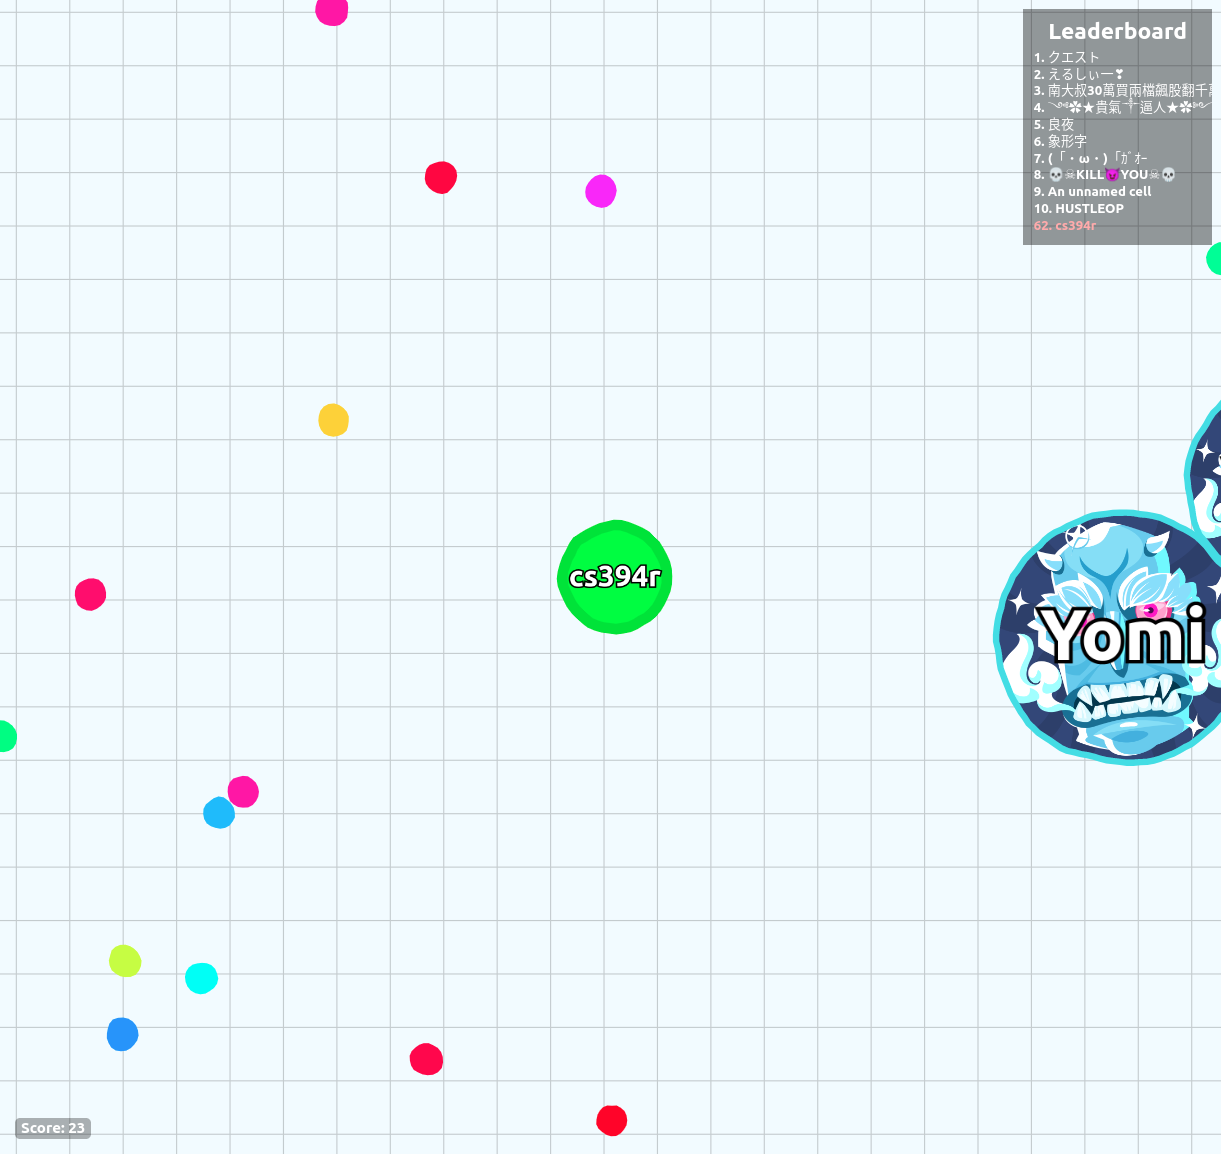 Leaderboard
1. クエスト
2. えるしぃー❣
3. 南大叔30萬買兩檔飆股翻千
4. ★貴氣逼人★
5. 良夜
6. 象形字
7. (「・ω・)「ｶﾞｵｰ
8. 💀☠KILL😈YOU☠💀
9. An unnamed cell
10. HUSTLEOP
62. cs394r
cs394r
Yomi
Score: 23